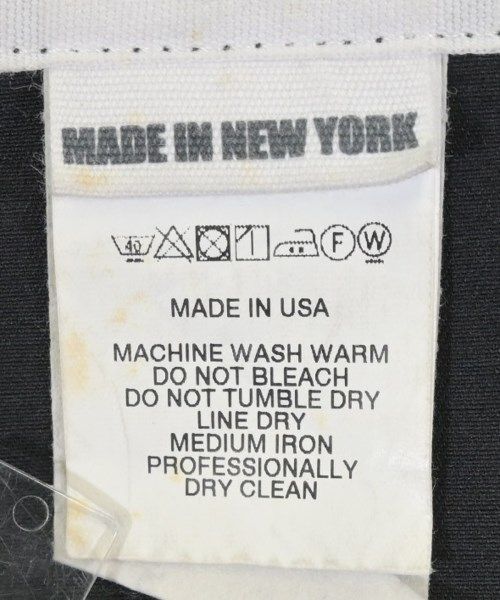 MADE IN NEW YORK
40 F W
MADE IN USA
MACHINE WASH WARM
DO NOT BLEACH
DO NOT TUMBLE DRY
LINE DRY
MEDIUM IRON
PROFESSIONALLY
DRY CLEAN